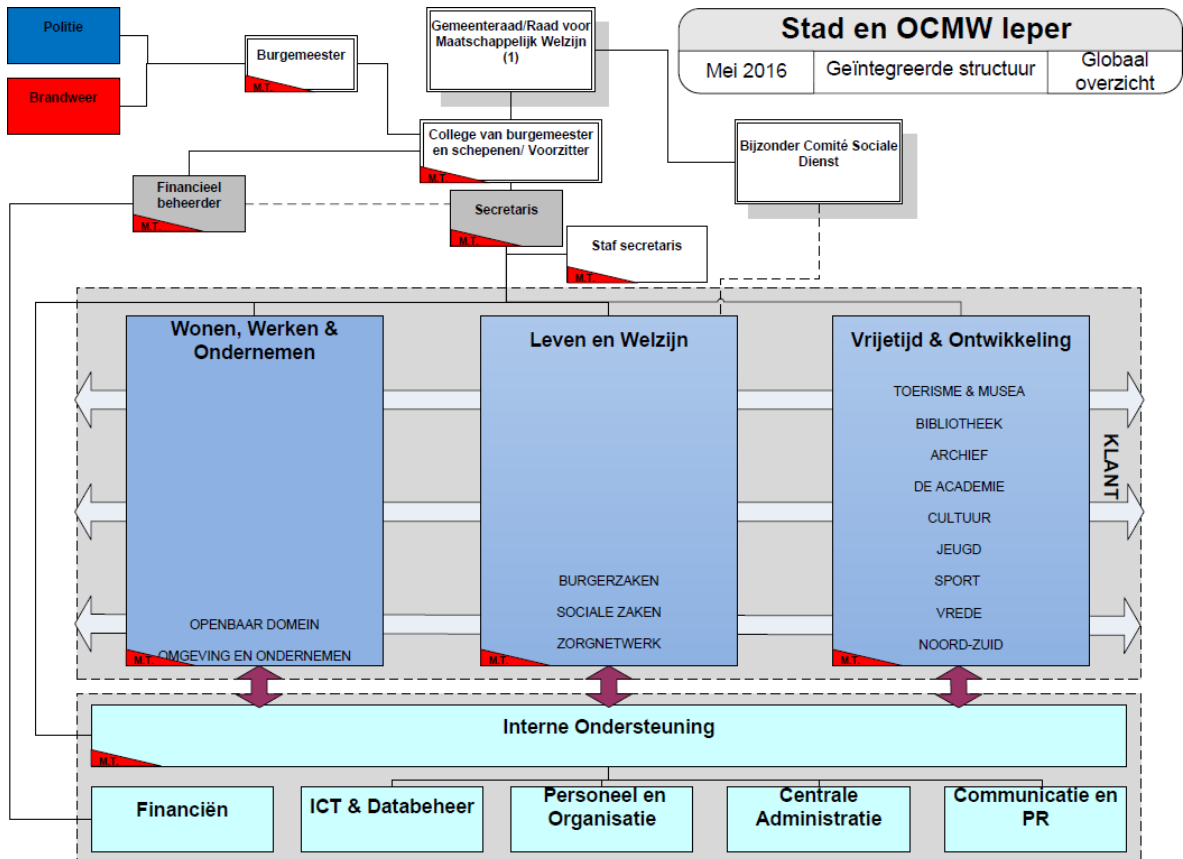 Politie
Brandweer
Burgemeester
M.T.
Gemeenteraad/Raad voor
Maatschappelijk Welzijn
(1)
Stad en OCMW Ieper
Mei 2016
Geïntegreerde structuur
Globaal
overzicht
College van burgemeester
en schepenen/ Voorzitter
M.T.
Bijzonder Comité Sociale
Dienst
Financieel
beheerder
M.T.
Secretaris
M.T.
Staf secretaris
M.T.
Wonen, Werken &
Ondernemen
OPENBAAR DOMEIN
OMGEVING EN ONDERNEMEN
M.T.
Leven en Welzijn
BURGERZAKEN
SOCIALE ZAKEN
ZORGNETWERK
M.T.
Vrijetijd & Ontwikkeling
TOERISME & MUSEA
BIBLIOTHEEK
ARCHIEF
DE ACADEMIE
CULTUUR
JEUGD
SPORT
VREDE
NOORD-ZUID
M.T.
KLANT
Interne Ondersteuning
M.T.
Financiën
ICT & Databeheer
Personeel en
Organisatie
Centrale
Administratie
Communicatie en
PR